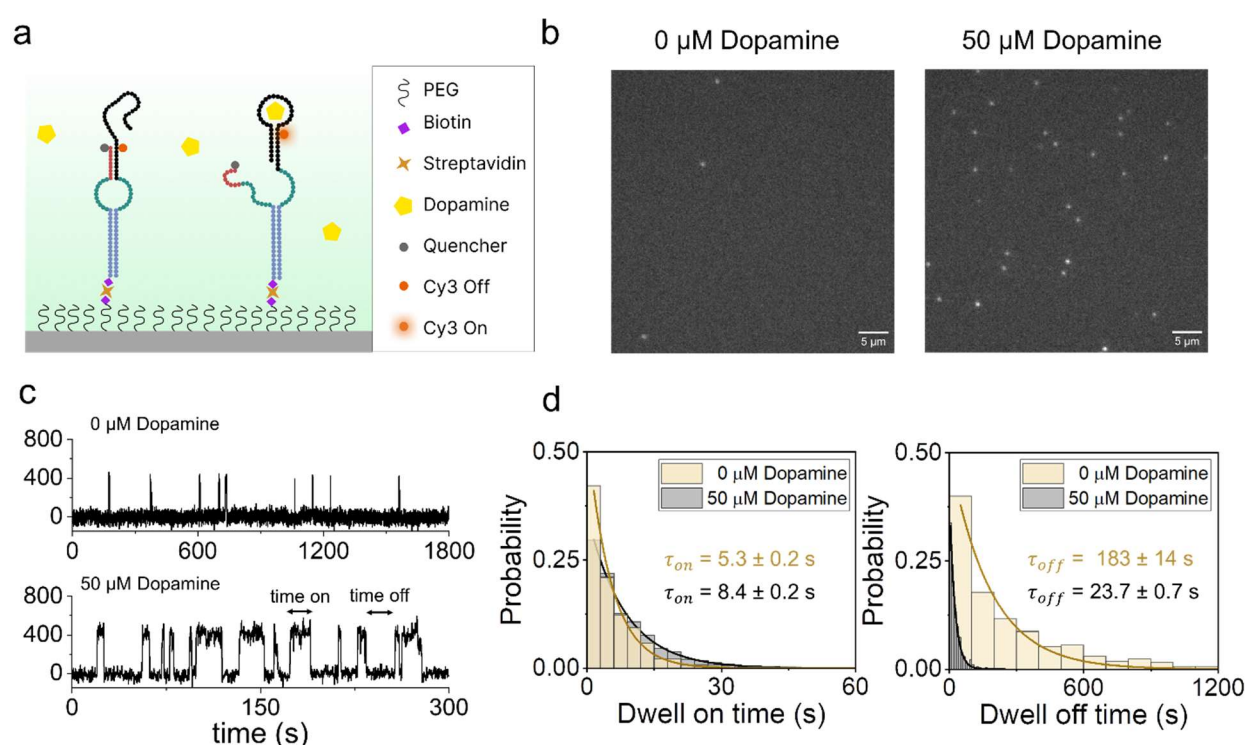 a
PEG
Biotin
Streptavidin
Dopamine
Quencher
Cy3 Off
Cy3 On
b
0 µM Dopamine
50 µM Dopamine
5 µm
5 µm
c
0 µM Dopamine
800
400
0
0 600 1200 1800
50 µM Dopamine
time on
time off
800
400
0
0 150 300
time (s)
d
0.50
0.25
0.00
Probability
0 µM Dopamine
50 µM Dopamine
τon = 5.3 ± 0.2 s
τon = 8.4 ± 0.2 s
0 30 60
Dwell on time (s)
0.50
0.25
0.00
Probability
0 µM Dopamine
50 µM Dopamine
τoff = 183 ± 14 s
τoff = 23.7 ± 0.7 s
0 600 1200
Dwell off time (s)